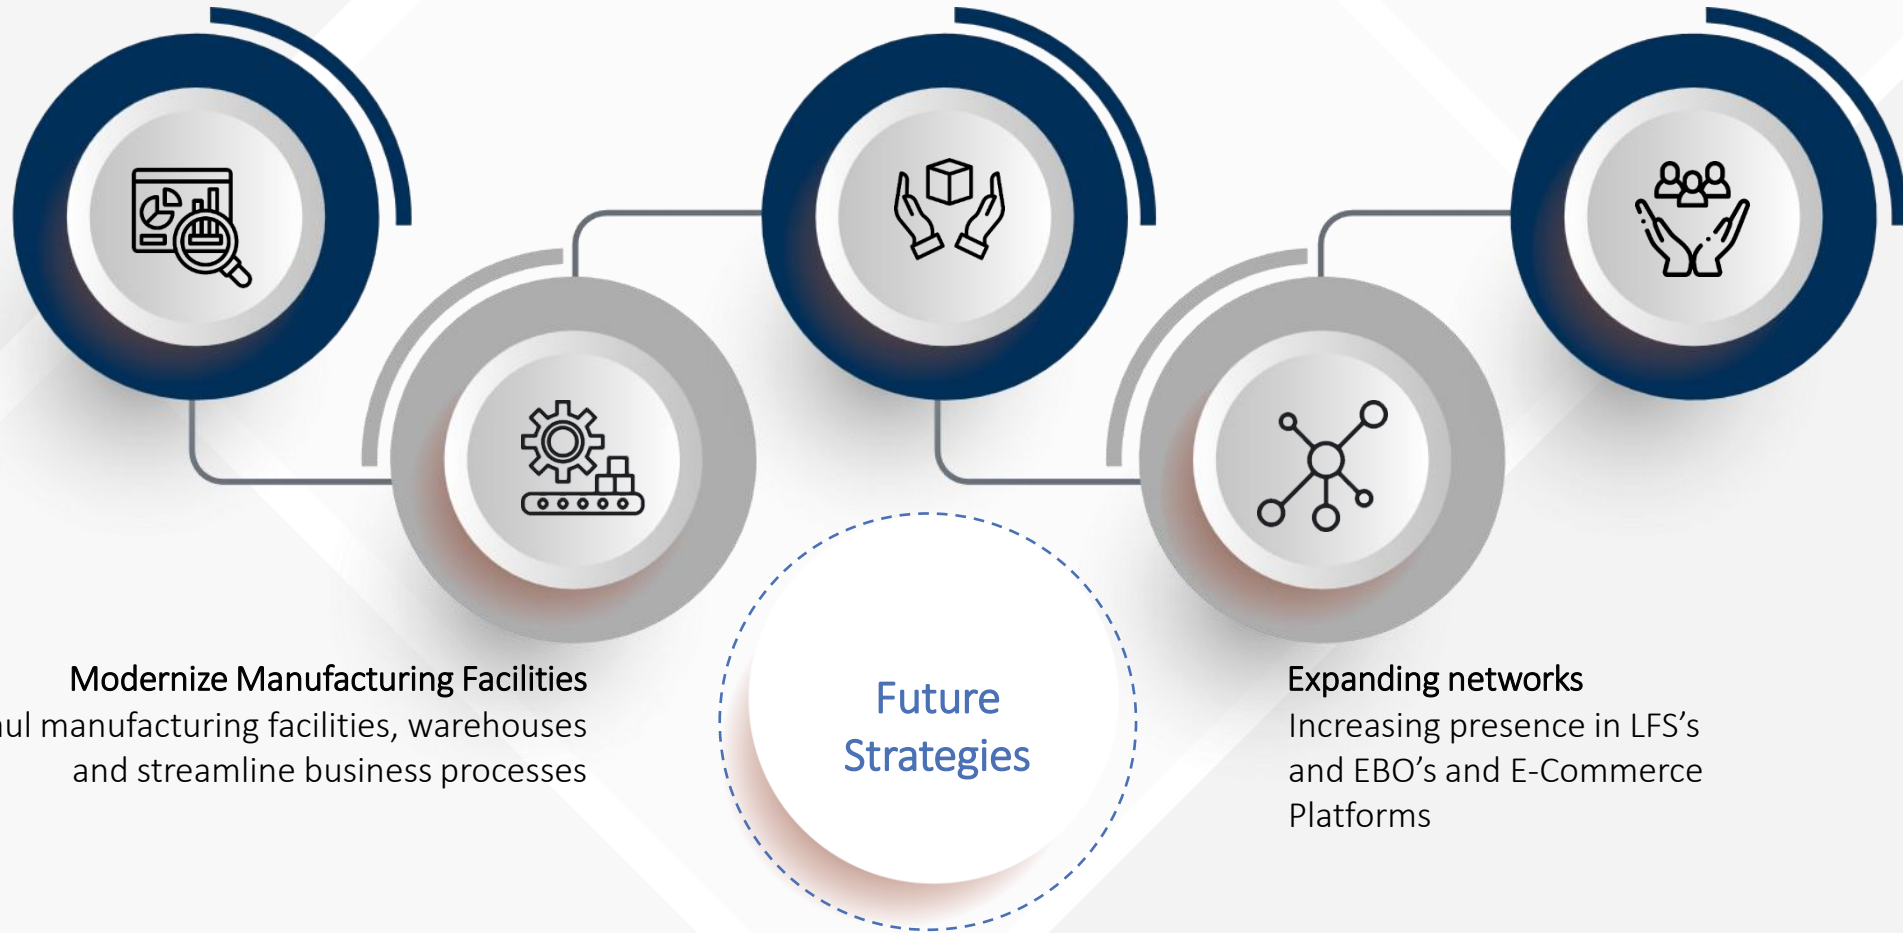 Modernize Manufacturing Facilities
manufacturing facilities, warehouses
and streamline business processes
Future
Strategies
Expanding networks
Increasing presence in LFS’s
and EBO’s and E-Commerce
Platforms